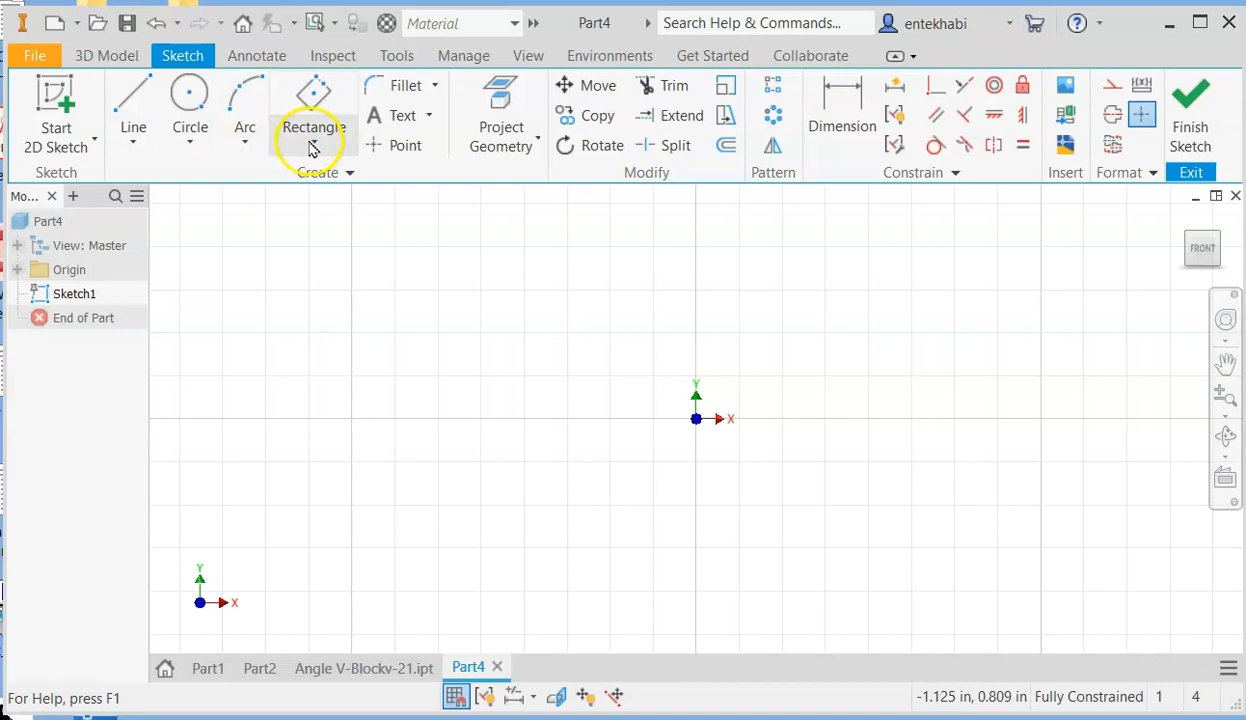 Material
Part4
Search Help & Commands...
entekhabi
File
3D Model
Sketch
Annotate
Inspect
Tools
Manage
View
Environments
Get Started
Collaborate
Start
2D Sketch
Line
Circle
Arc
Rectangle
Fillet
Text
Point
Project
Geometry
Move
Copy
Rotate
Trim
Extend
Split
Dimension
Finish
Sketch
Sketch
Create
Modify
Pattern
Constrain
Insert
Format
Exit
Mo...
Part4
View: Master
Origin
Sketch1
End of Part
FRONT
Y
X
Y
X
Part1
Part2
Angle V-Blockv-21.ipt
Part4
For Help, press F1
-1.125 in, 0.809 in
Fully Constrained
1
4